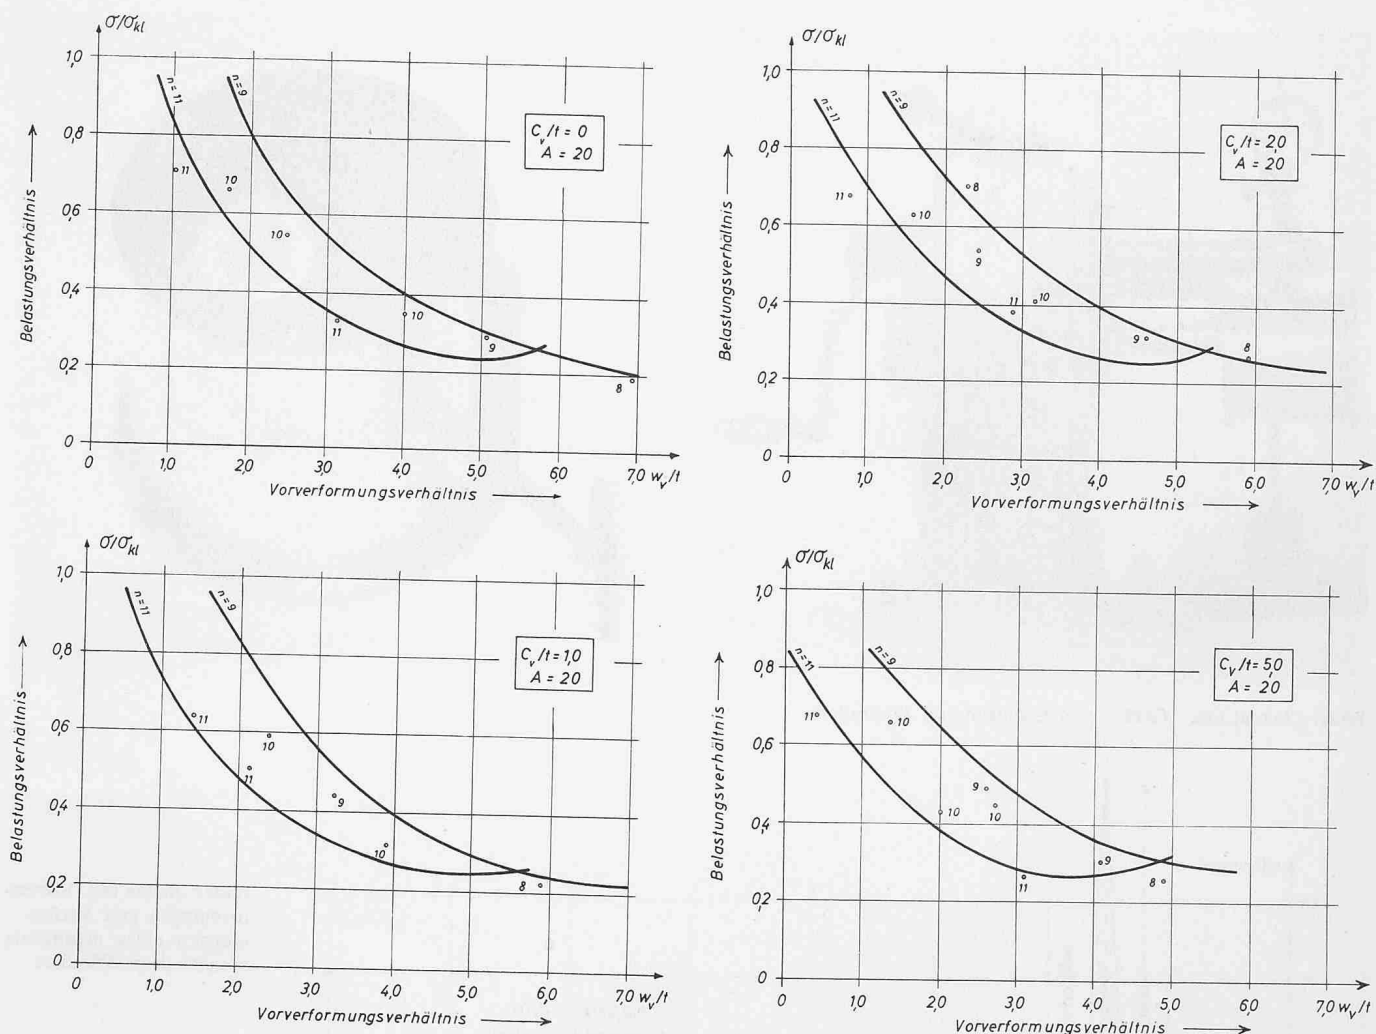 σ/σkl
1,0
0,8
0,6
0,4
0,2
0
Belastungsverhältnis
n=11
n=9
Cv/t = 0
A = 20
11
10
10
11
10
9
8
0
1,0
2,0
3,0
4,0
5,0
6,0
7,0 wv/t
Vorverformungsverhältnis
σ/σkl
1,0
0,8
0,6
0,4
0,2
0
Belastungsverhältnis
n=11
n=9
Cv/t = 2,0
A = 20
8
11
10
9
11
10
9
8
0
1,0
2,0
3,0
4,0
5,0
6,0
7,0 wv/t
Vorverformungsverhältnis
σ/σkl
1,0
0,8
0,6
0,4
0,2
0
Belastungsverhältnis
n=11
n=9
Cv/t = 1,0
A = 20
11
10
11
9
10
8
0
1,0
2,0
3,0
4,0
5,0
6,0
7,0 wv/t
Vorverformungsverhältnis
σ/σkl
1,0
0,8
0,6
0,4
0,2
0
Belastungsverhältnis
n=11
n=9
Cv/t = 5,0
A = 20
11
10
9
10
10
9
11
8
0
1,0
2,0
3,0
4,0
5,0
6,0
7,0 wv/t
Vorverformungsverhältnis